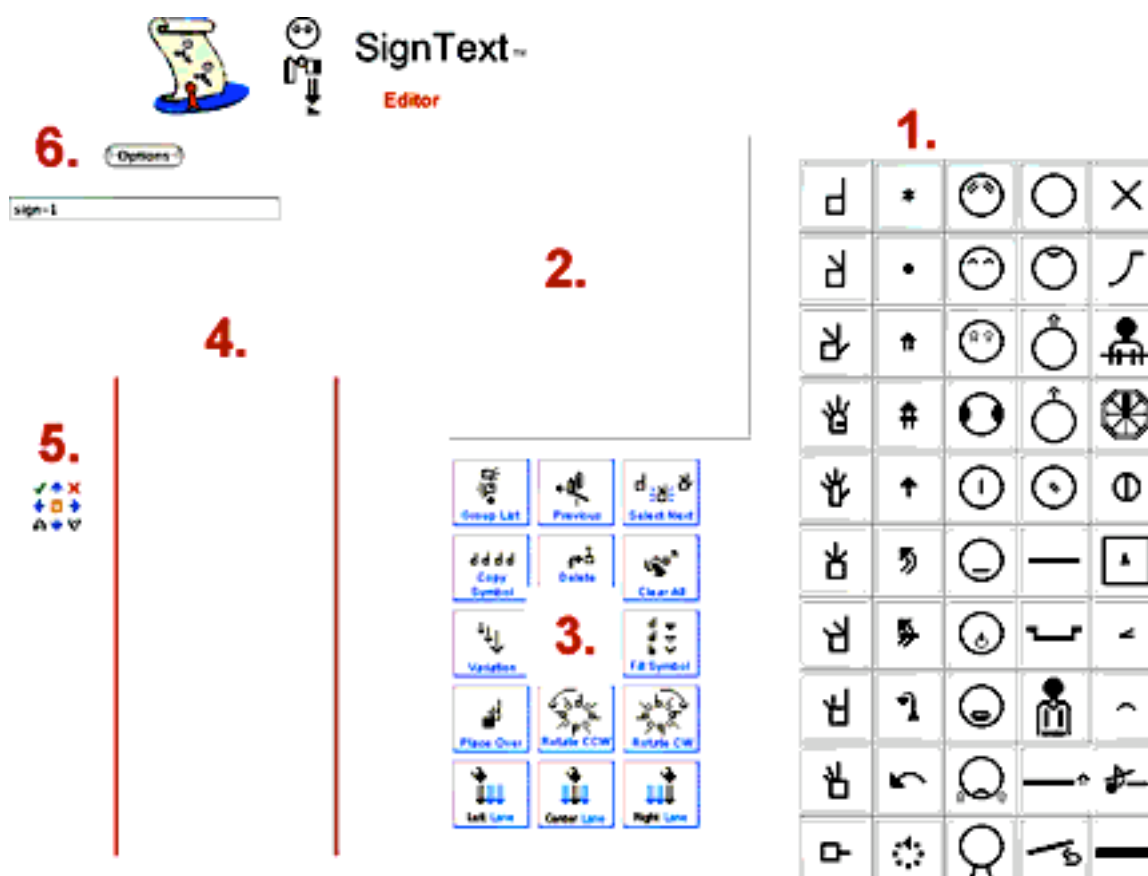 SignText™
Editor
1.
6.
Options
sign-1
2.
4.
5.
Group List
Previous
Select Next
Copy
Symbol
Delete
Clear All
3.
Variation
Fill Symbol
Place Over
Rotate CCW
Rotate CW
Left Lane
Center Lane
Right Lane